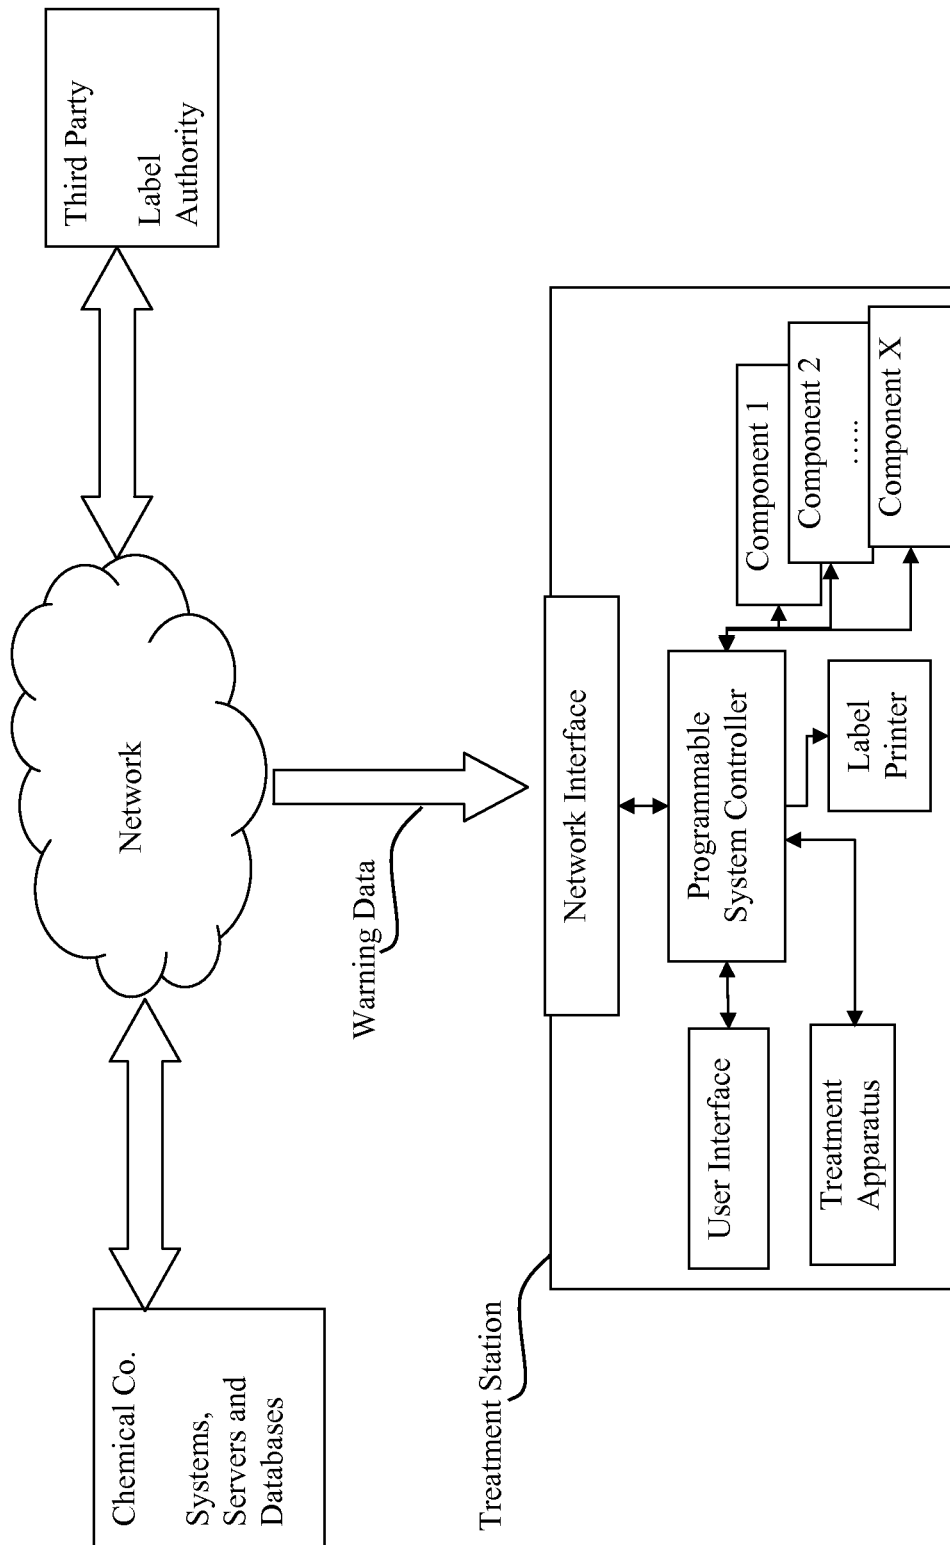 Chemical Co.
Systems,
Servers and
Databases
Network
Third Party
Label
Authority
Warning Data
Treatment Station
Network Interface
User Interface
Programmable
System Controller
Component 1
Component 2
.....
Component X
Treatment
Apparatus
Label
Printer